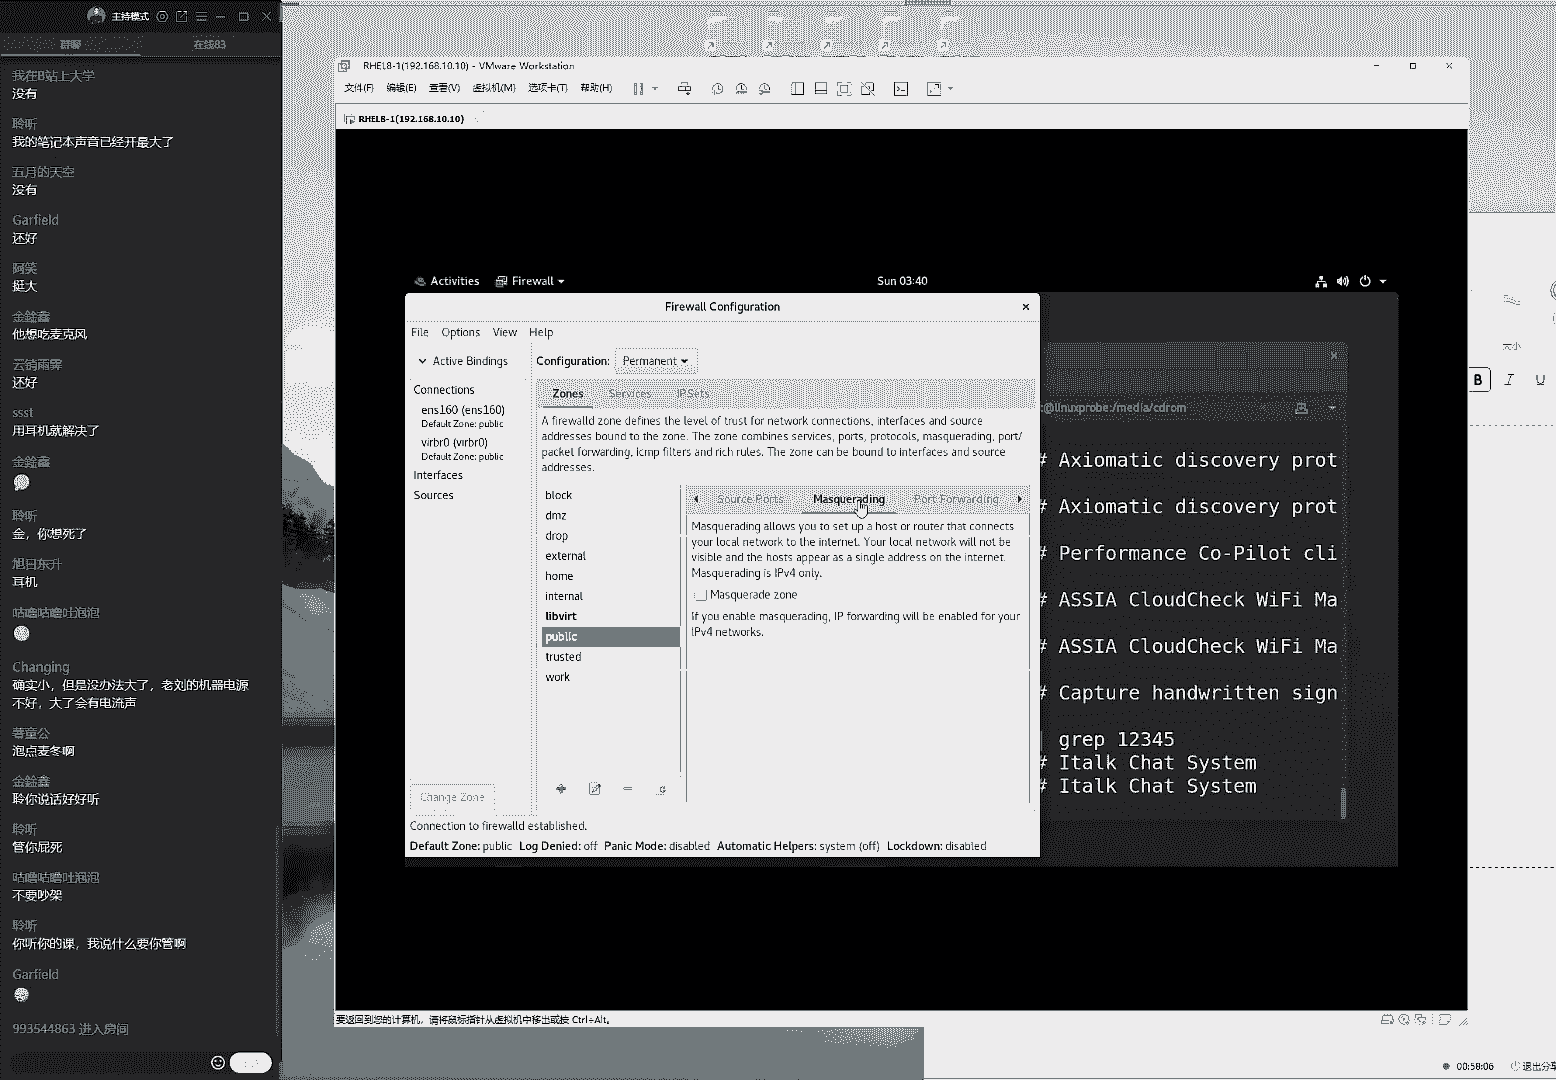 主持模式
群聊
在线83
我在B站上大学
没有
聆听
我的笔记本声音已经开最大了
五月的天空
没有
Garfield
还好
阿笑
挺大
他想吃麦克风
还好
ssst
用耳机就解决了
聆听
金，你想死了
旭日东升
耳机
咕噜咕噜吐泡泡
Changing
确实小，但是没办法大了，老刘的机器电源
不好，大了会有电流声
薯童公
泡点麦冬啊
聆你说话好好听
聆听
管你屁死
咕噜咕噜吐泡泡
不要吵架
聆听
你听你的课，我说什么要你管啊
Garfield
993544863 进入房间
RHEL8-1(192.168.10.10) - VMware Workstation
文件(F) 编辑(E) 查看(V) 虚拟机(M) 选项卡(T) 帮助(H)
RHEL8-1(192.168.10.10)
Activities Firewall Sun 03:40
Firewall Configuration
File Options View Help
Active Bindings
Configuration: Permanent
Connections
ens160 (ens160)
Default Zone: public
virbr0 (virbr0)
Default Zone: public
Interfaces
Sources
Change Zone
Zones Services IPSets
A firewalld zone defines the level of trust for network connections, interfaces and source
addresses bound to the zone. The zone combines services, ports, protocols, masquerading, port/
packet forwarding, icmp filters and rich rules. The zone can be bound to interfaces and source
addresses.
block
dmz
drop
external
home
internal
libvirt
public
trusted
work
Source Ports Masquerading Port Forwarding
Masquerading allows you to set up a host or router that connects
your local network to the internet. Your local network will not be
visible and the hosts appear as a single address on the internet.
Masquerading is IPv4 only.
Masquerade zone
If you enable masquerading, IP forwarding will be enabled for your
IPv4 networks.
Connection to firewalld established.
Default Zone: public Log Denied: off Panic Mode: disabled Automatic Helpers: system (off) Lockdown: disabled
:@linuxprobe:/media/cdrom
# Axiomatic discovery prot
# Axiomatic discovery prot
# Performance Co-Pilot cli
# ASSIA CloudCheck WiFi Ma
# ASSIA CloudCheck WiFi Ma
# Capture handwritten sign
| grep 12345
# Italk Chat System
# Italk Chat System
要返回到您的计算机，请将鼠标指针从虚拟机中移出或按 Ctrl+Alt。
大小
B I U
00:58:06 退出分享